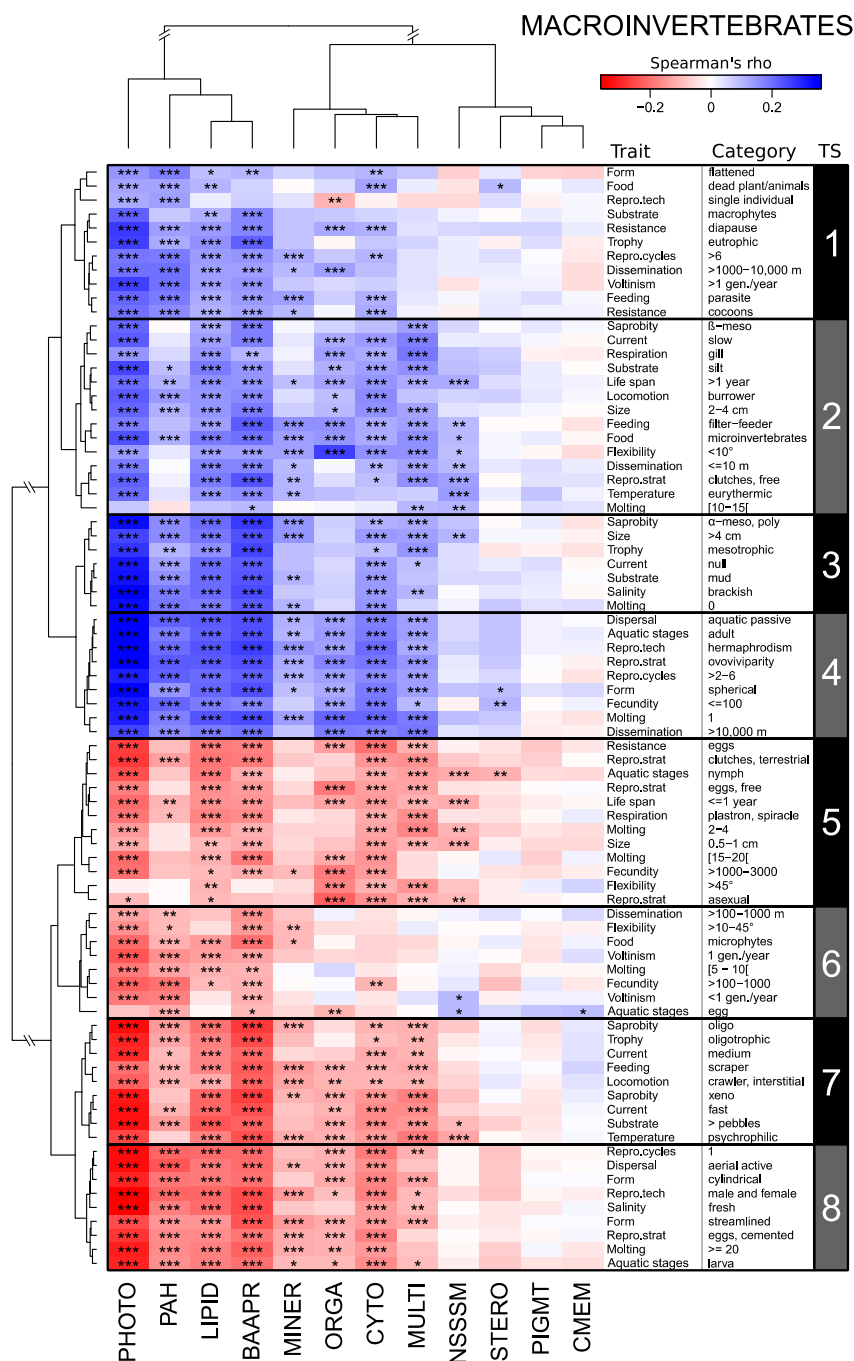 MACROINVERTEBRATES
Spearman's rho
−0.2 0 0.2
Trait Category TS
Form flattened
Food dead plant/animals
Repro.tech single individual
Substrate macrophytes
Resistance diapause
Trophy eutrophic
1
Repro.cycles >6
Dissemination >1000−10,000 m
Voltinism >1 gen./year
Feeding parasite
Resistance cocoons
Saprobity ß−meso
Current slow
Respiration gill
Substrate silt
Life span >1 year
Locomotion burrower
Size 2−4 cm
2
Feeding filter−feeder
Food microinvertebrates
Flexibility <10°
Dissemination <=10 m
Repro.strat clutches, free
Temperature eurythermic
Molting [10−15[
Saprobity α−meso, poly
Size >4 cm
Trophy mesotrophic
Current null
3
Substrate mud
Salinity brackish
Molting 0
Dispersal aquatic passive
Aquatic stages adult
Repro.tech hermaphrodism
Repro.strat ovoviviparity
Repro.cycles >2−6
4
Form spherical
Fecundity <=100
Molting 1
Dissemination >10,000 m
Resistance eggs
Repro.strat clutches, terrestrial
Aquatic stages nymph
Repro.strat eggs, free
Life span <=1 year
Respiration plastron, spiracle
5
Molting 2−4
Size 0.5−1 cm
Molting [15−20[
Fecundity >1000−3000
Flexibility >45°
Repro.strat asexual
Dissemination >100−1000 m
Flexibility >10−45°
Food microphytes
Voltinism 1 gen./year
6
Molting [5 − 10[
Fecundity >100−1000
Voltinism <1 gen./year
Aquatic stages egg
Saprobity oligo
Trophy oligotrophic
Current medium
Feeding scraper
Locomotion crawler, interstitial
7
Saprobity xeno
Current fast
Substrate > pebbles
Temperature psychrophilic
Repro.cycles 1
Dispersal aerial active
Form cylindrical
Repro.tech male and female
Salinity fresh
8
Form streamlined
Repro.strat eggs, cemented
Molting >= 20
Aquatic stages larva
PHOTO PAH LIPID BAAPR MINER ORGA CYTO MULTI NSSSM STERO PIGMT CMEM